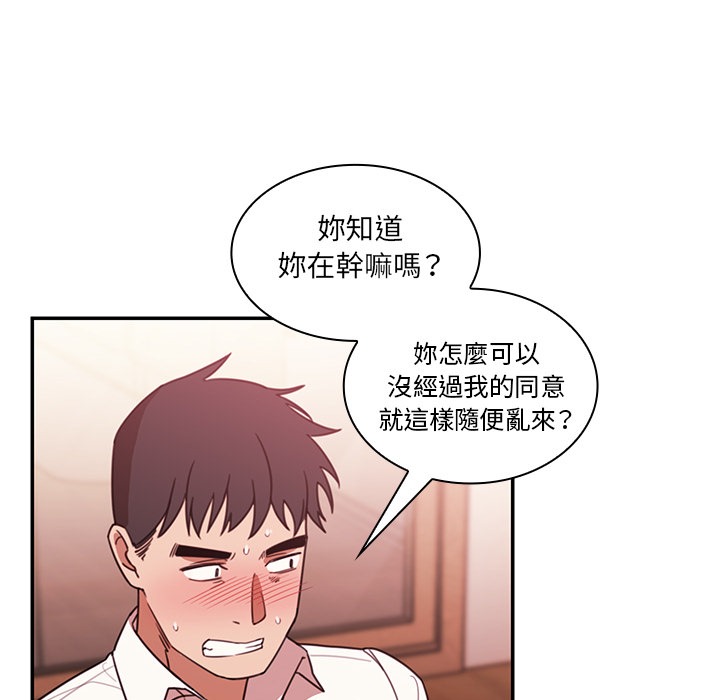 妳知道
妳在幹嘛嗎？
妳怎麼可以
沒經過我的同意
就這樣隨便亂來？